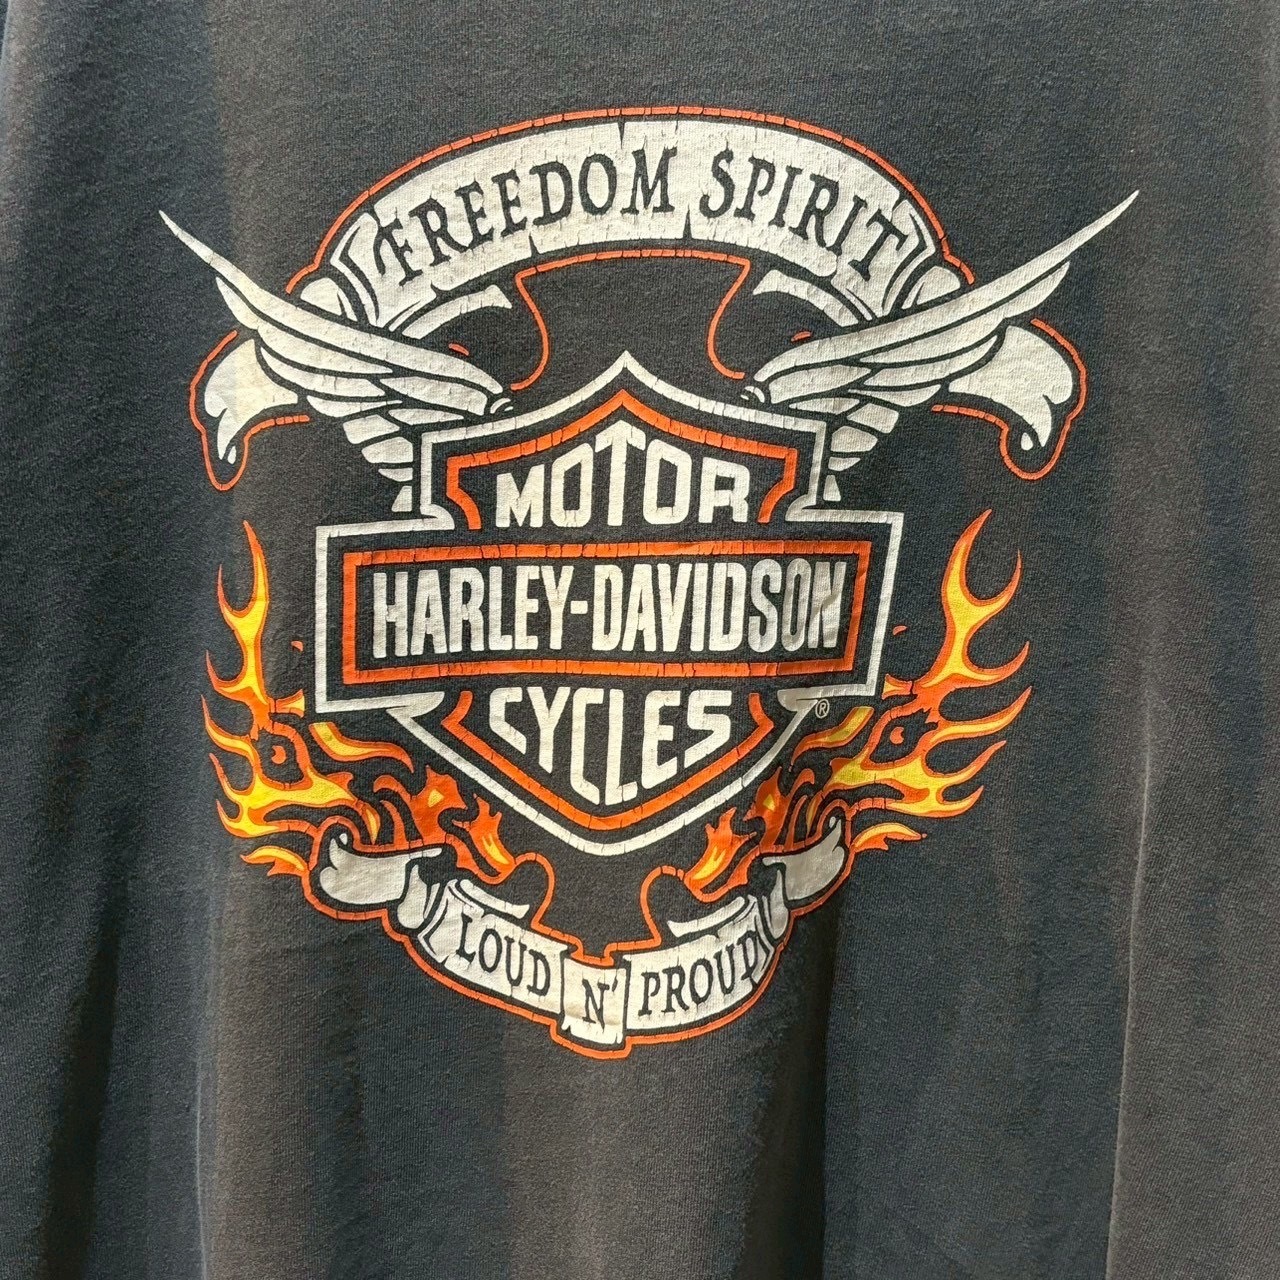 FREEDOM SPIRIT
MOTOR
HARLEY-DAVIDSON
CYCLES
®
LOUD N' PROUD